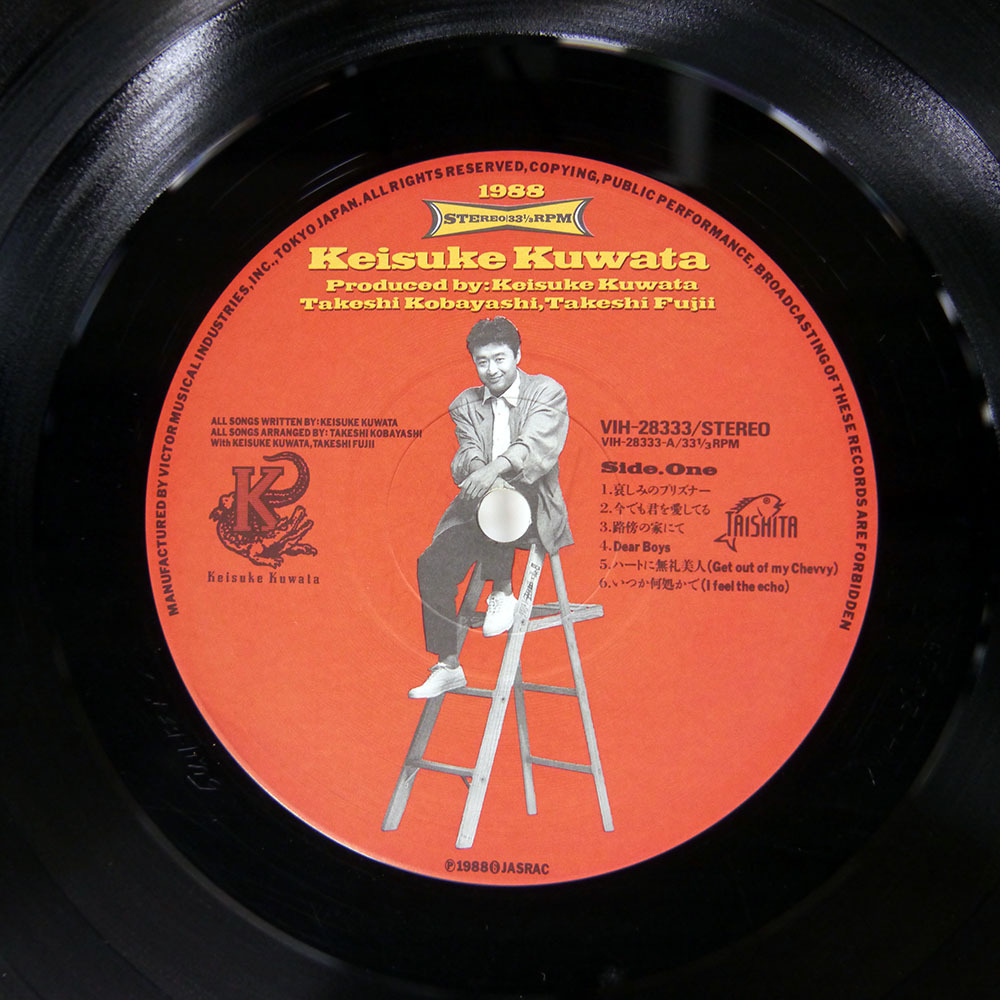 MANUFACTURED BY VICTOR MUSICAL INDUSTRIES, INC., TOKYO JAPAN. ALL RIGHTS RESERVED, COPYING, PUBLIC PERFORMANCE, BROADCASTING OF THESE RECORDS ARE FORBIDDEN
1988
STEREO 33⅓RPM
Keisuke Kuwata
Produced by:Keisuke Kuwata
Takeshi Kobayashi,Takeshi Fujii
ALL SONGS WRITTEN BY: KEISUKE KUWATA
ALL SONGS ARRANGED BY: TAKESHI KOBAYASHI
With KEISUKE KUWATA, TAKESHI FUJII
K
Keisuke Kuwata
VIH-28333/STEREO
VIH-28333-A/33⅓RPM
Side.One
1.哀しみのプリズナー
2.今でも君を愛してる
3.路傍の家にて
4.Dear Boys
5.ハートに無礼美人(Get out of my Chevvy)
6.いつか何処かで(I feel the echo)
TAISHITA
Ⓟ1988ⒸJASRAC